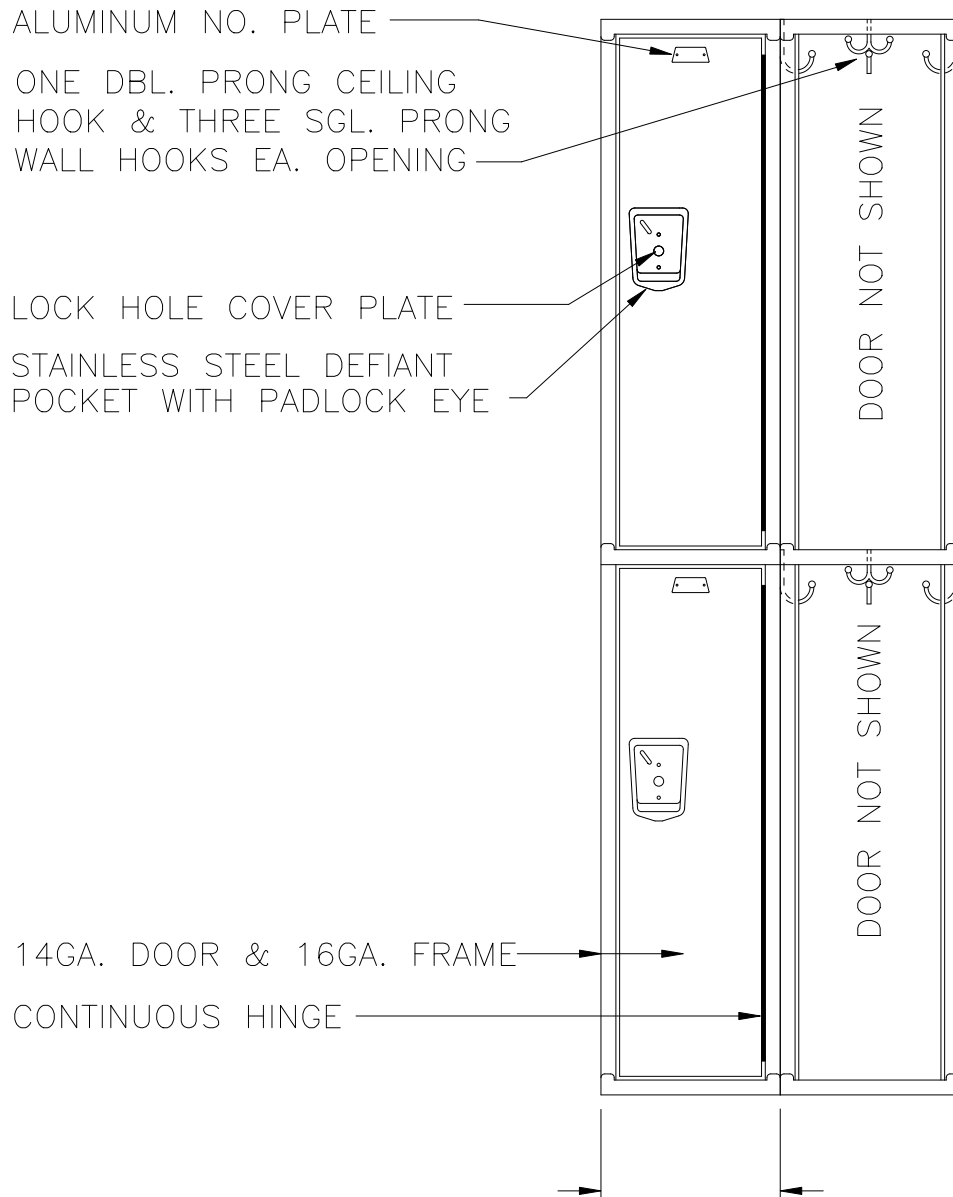 ALUMINUM NO. PLATE
ONE DBL. PRONG CEILING
HOOK & THREE SGL. PRONG
WALL HOOKS EA. OPENING
LOCK HOLE COVER PLATE
STAINLESS STEEL DEFIANT
POCKET WITH PADLOCK EYE
14GA. DOOR & 16GA. FRAME
CONTINUOUS HINGE
DOOR NOT SHOWN
DOOR NOT SHOWN